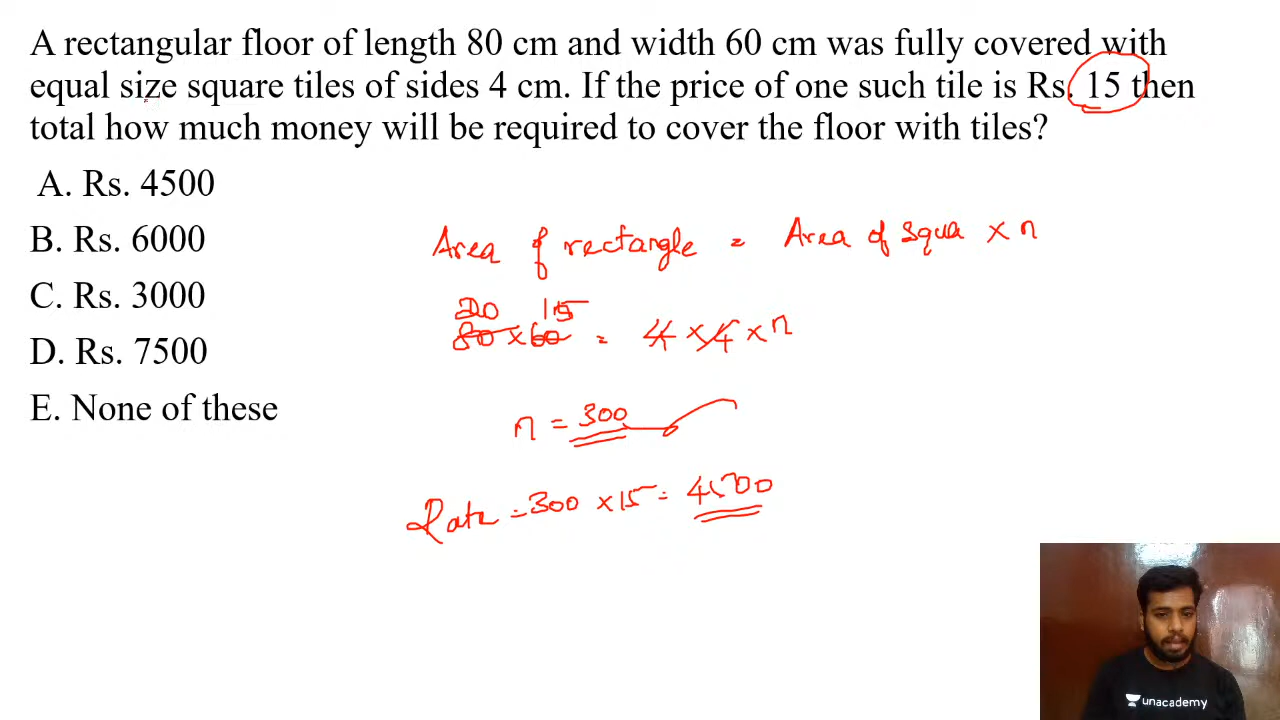 A rectangular floor of length 80 cm and width 60 cm was fully covered with
equal size square tiles of sides 4 cm. If the price of one such tile is Rs. 15 then
total how much money will be required to cover the floor with tiles?
A. Rs. 4500
B. Rs. 6000
C. Rs. 3000
D. Rs. 7500
E. None of these
Area of rectangle = Area of squa × n
20 15
80 × 60 = 4 × 4 × n
n = 300
Rate = 300 × 15 = 4500
unacademy